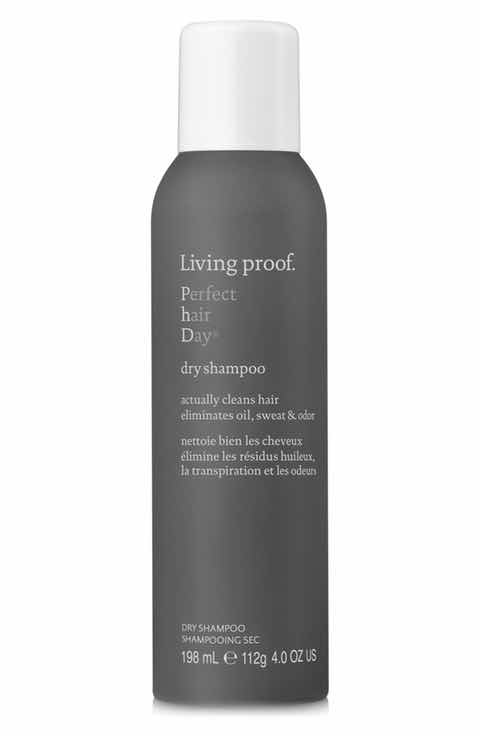 Living proof.
Perfect
hair
Day®
dry shampoo
actually cleans hair
eliminates oil, sweat & odor
nettoie bien les cheveux
élimine les résidus huileux,
la transpiration et les odeurs
DRY SHAMPOO
SHAMPOOING SEC
198 mL ℮ 112g 4.0 OZ US